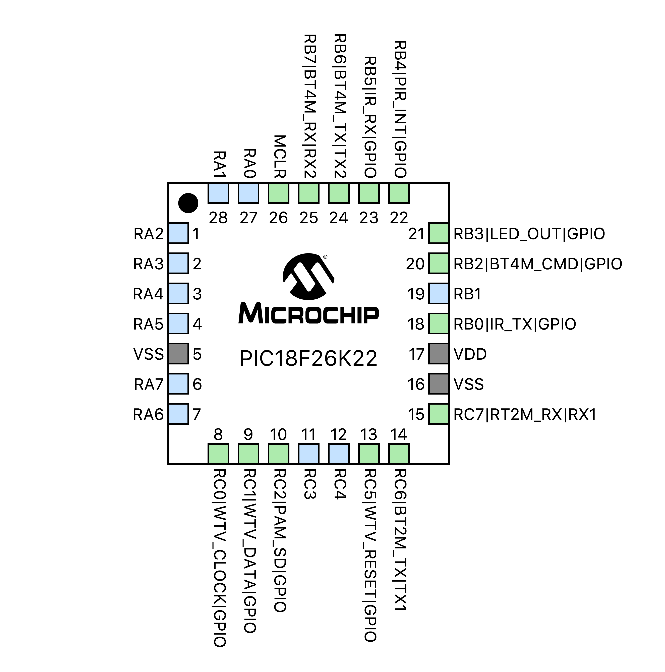 RB7|BT4M_RX|RX2
RB6|BT4M_TX|TX2
RB5|IR_RX|GPIO
RB4|PIR_INT|GPIO
RA1
RA0
MCLR
28
27
26
25
24
23
22
RA2 1
RA3 2
RA4 3
RA5 4
VSS 5
RA7 6
RA6 7
MICROCHIP
PIC18F26K22
21 RB3|LED_OUT|GPIO
20 RB2|BT4M_CMD|GPIO
19 RB1
18 RB0|IR_TX|GPIO
17 VDD
16 VSS
15 RC7|RT2M_RX|RX1
8
9
10
11
12
13
14
RC0|WTV_CLOCK|GPIO
RC1|WTV_DATA|GPIO
RC2|PAM_SD|GPIO
RC3
RC4
RC5|WTV_RESET|GPIO
RC6|BT2M_TX|TX1